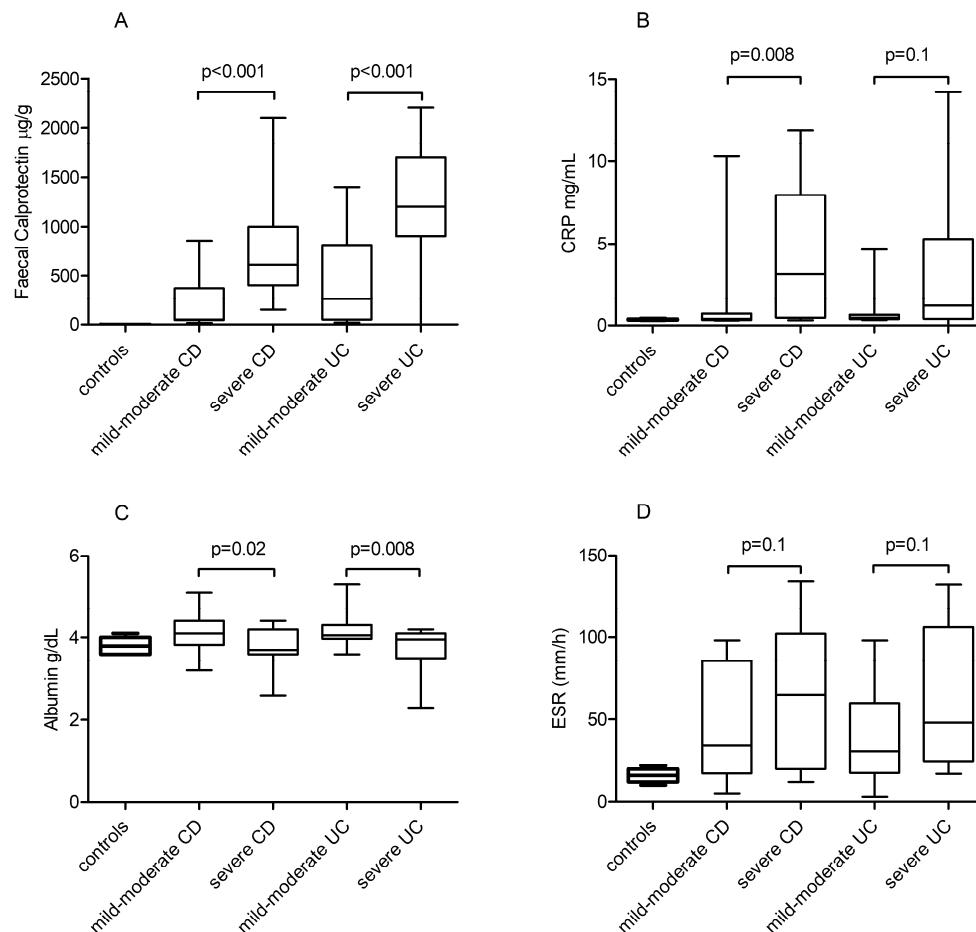 A
p<0.001
p<0.001
Faecal Calprotectin μg/g
2500
2000
1500
1000
500
0
controls
mild-moderate CD
severe CD
mild-moderate UC
severe UC
B
p=0.008
p=0.1
CRP mg/mL
15
10
5
0
controls
mild-moderate CD
severe CD
mild-moderate UC
severe UC
C
p=0.02
p=0.008
Albumin g/dL
6
4
2
0
controls
mild-moderate CD
severe CD
mild-moderate UC
severe UC
D
p=0.1
p=0.1
ESR (mm/h)
150
100
50
0
controls
mild-moderate CD
severe CD
mild-moderate UC
severe UC